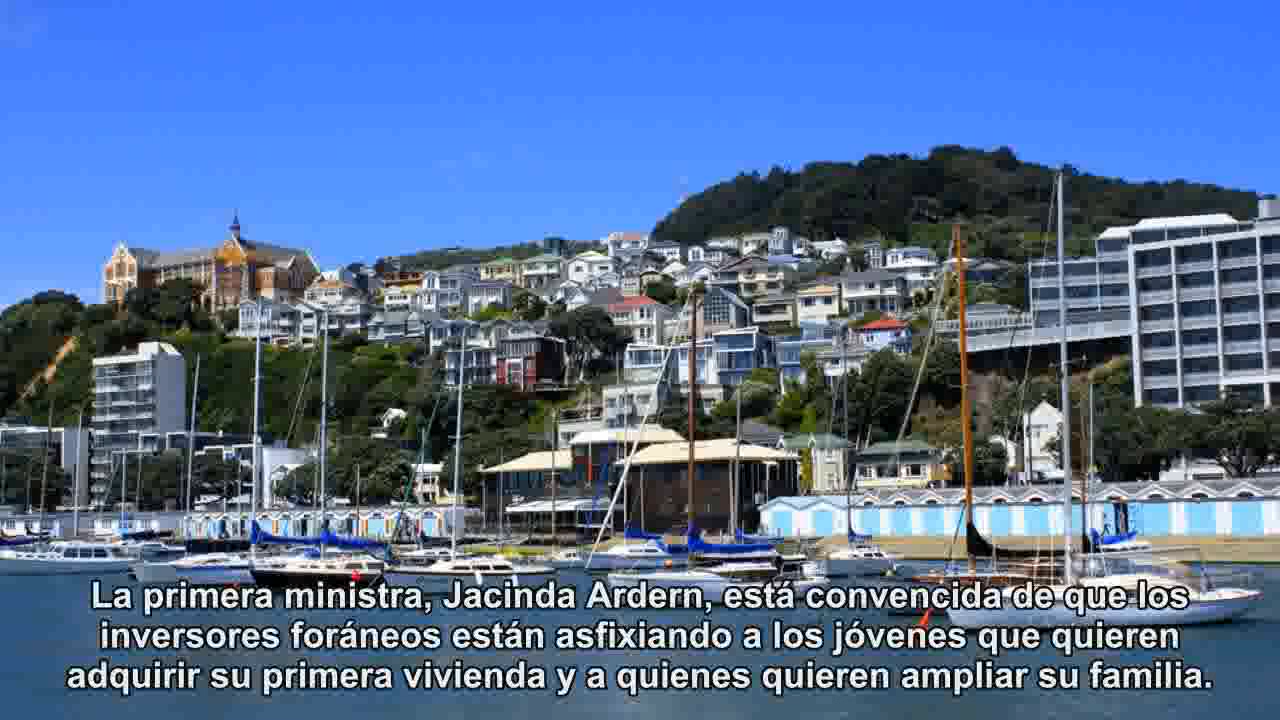 La primera ministra, Jacinda Ardern, está convencida de que los
inversores foráneos están asfixiando a los jóvenes que quieren
adquirir su primera vivienda y a quienes quieren ampliar su familia.